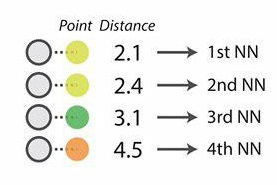 Point Distance
2.1 → 1st NN
2.4 → 2nd NN
3.1 → 3rd NN
4.5 → 4th NN